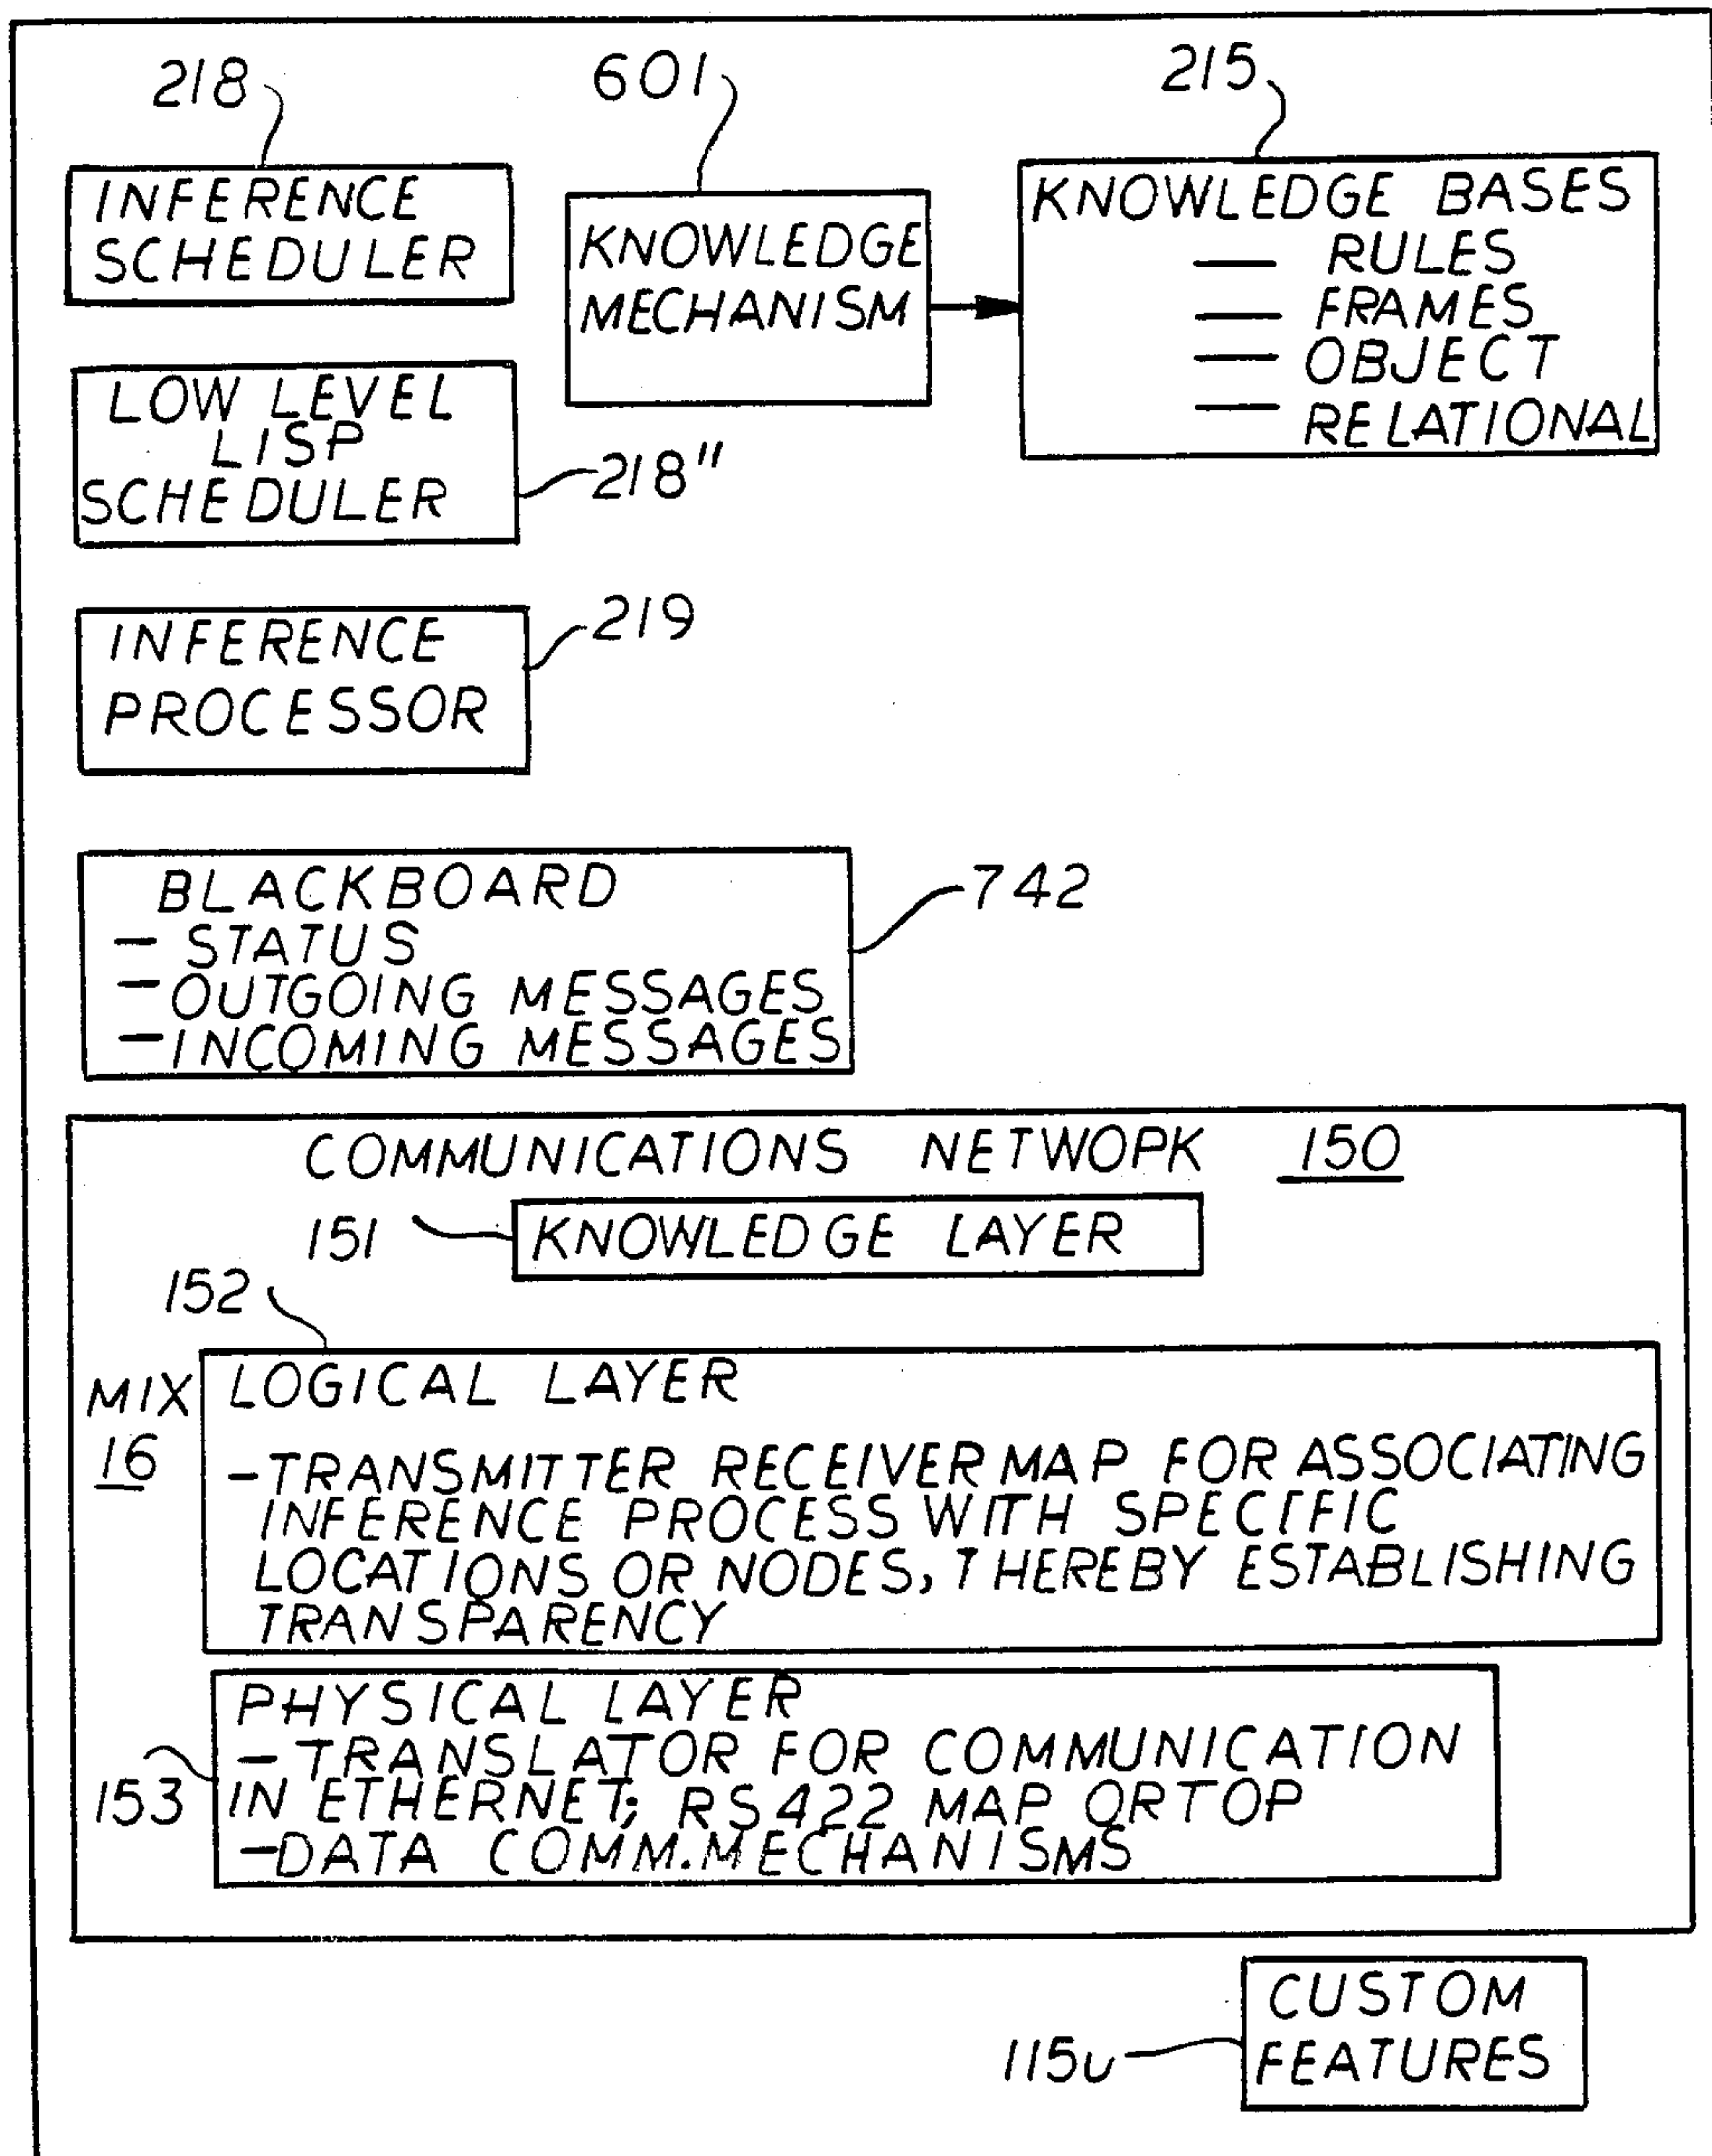 218
601
215
INFERENCE
SCHEDULER
KNOWLEDGE
MECHANISM
KNOWLEDGE BASES
— RULES
— FRAMES
— OBJECT
— RELATIONAL
LOW LEVEL
LISP
SCHEDULER
218"
INFERENCE
PROCESSOR
219
BLACKBOARD
- STATUS
- OUTGOING MESSAGES
- INCOMING MESSAGES
742
COMMUNICATIONS NETWOPK 150
151
KNOWLEDGE LAYER
152
MIX
16
LOGICAL LAYER
- TRANSMITTER RECEIVER MAP FOR ASSOCIATING
INFERENCE PROCESS WITH SPECIFIC
LOCATIONS OR NODES, THEREBY ESTABLISHING
TRANSPARENCY
153
PHYSICAL LAYER
- TRANSLATOR FOR COMMUNICATION
IN ETHERNET; RS422 MAP OR TOP
- DATA COMM. MECHANISMS
115u
CUSTOM
FEATURES